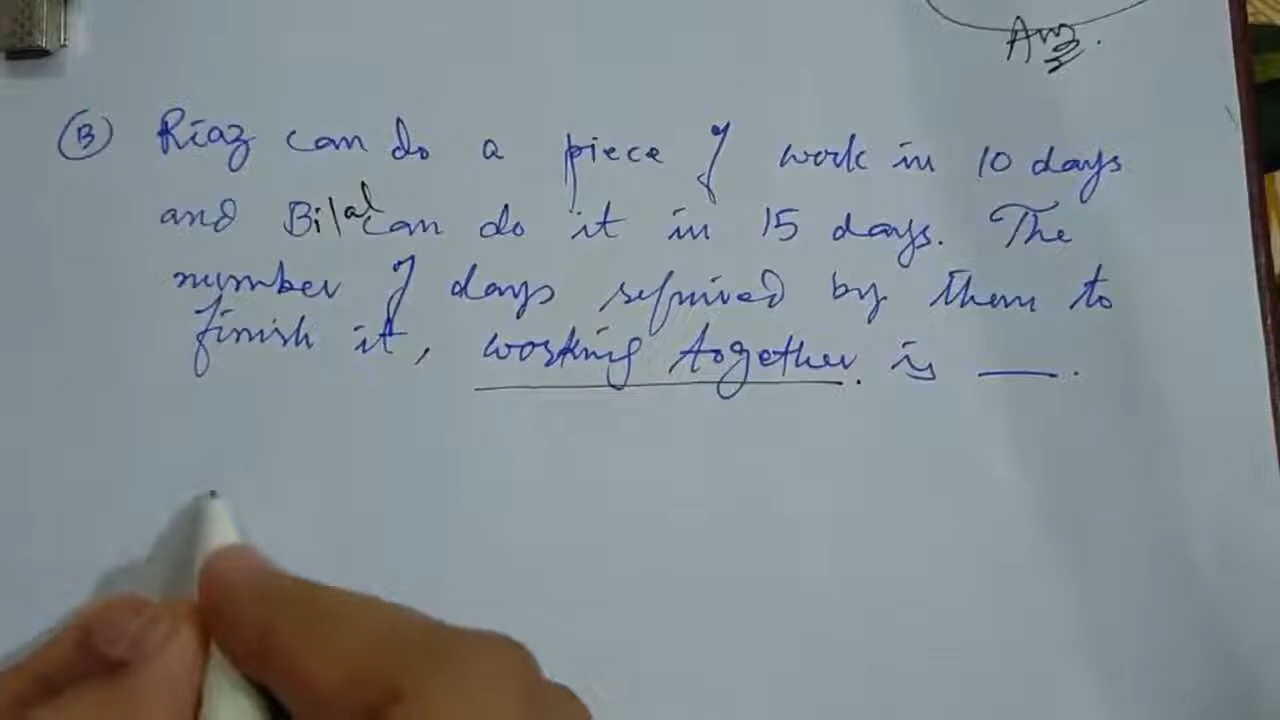 Ans.
(B) Riaz can do a piece of work in 10 days
and Bilal can do it in 15 days. The
number of days required by them to
finish it, working together. is ___.